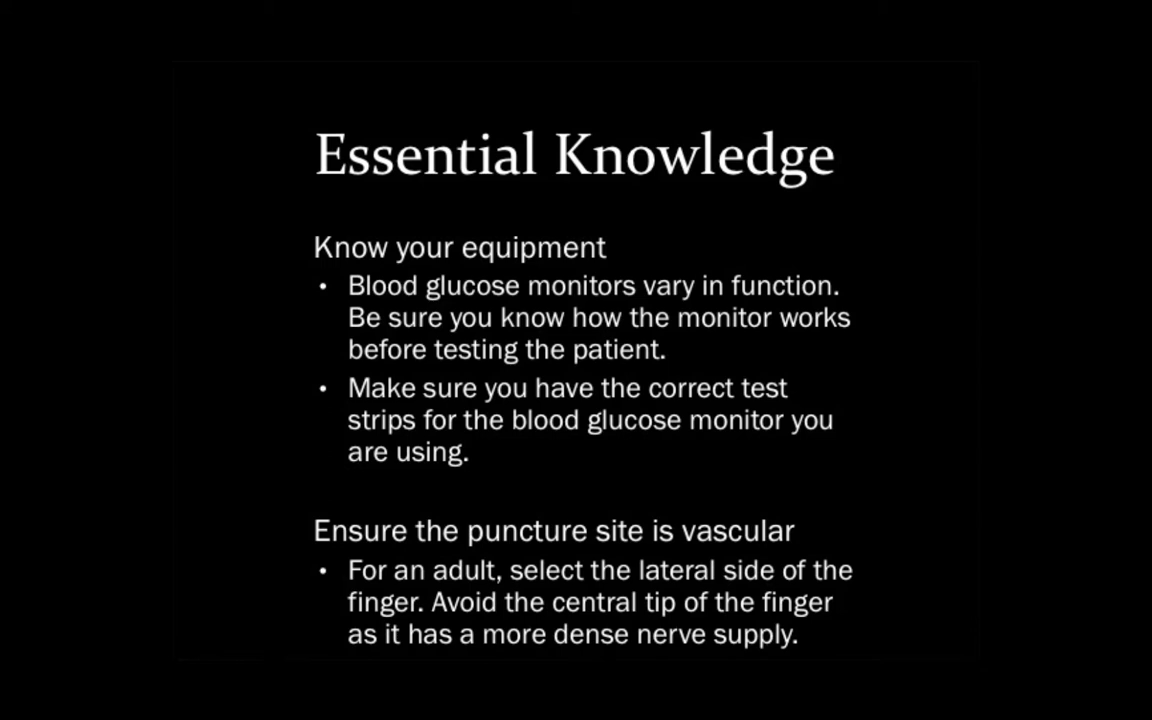 Essential Knowledge
Know your equipment
• Blood glucose monitors vary in function.
Be sure you know how the monitor works
before testing the patient.
• Make sure you have the correct test
strips for the blood glucose monitor you
are using.
Ensure the puncture site is vascular
• For an adult, select the lateral side of the
finger. Avoid the central tip of the finger
as it has a more dense nerve supply.